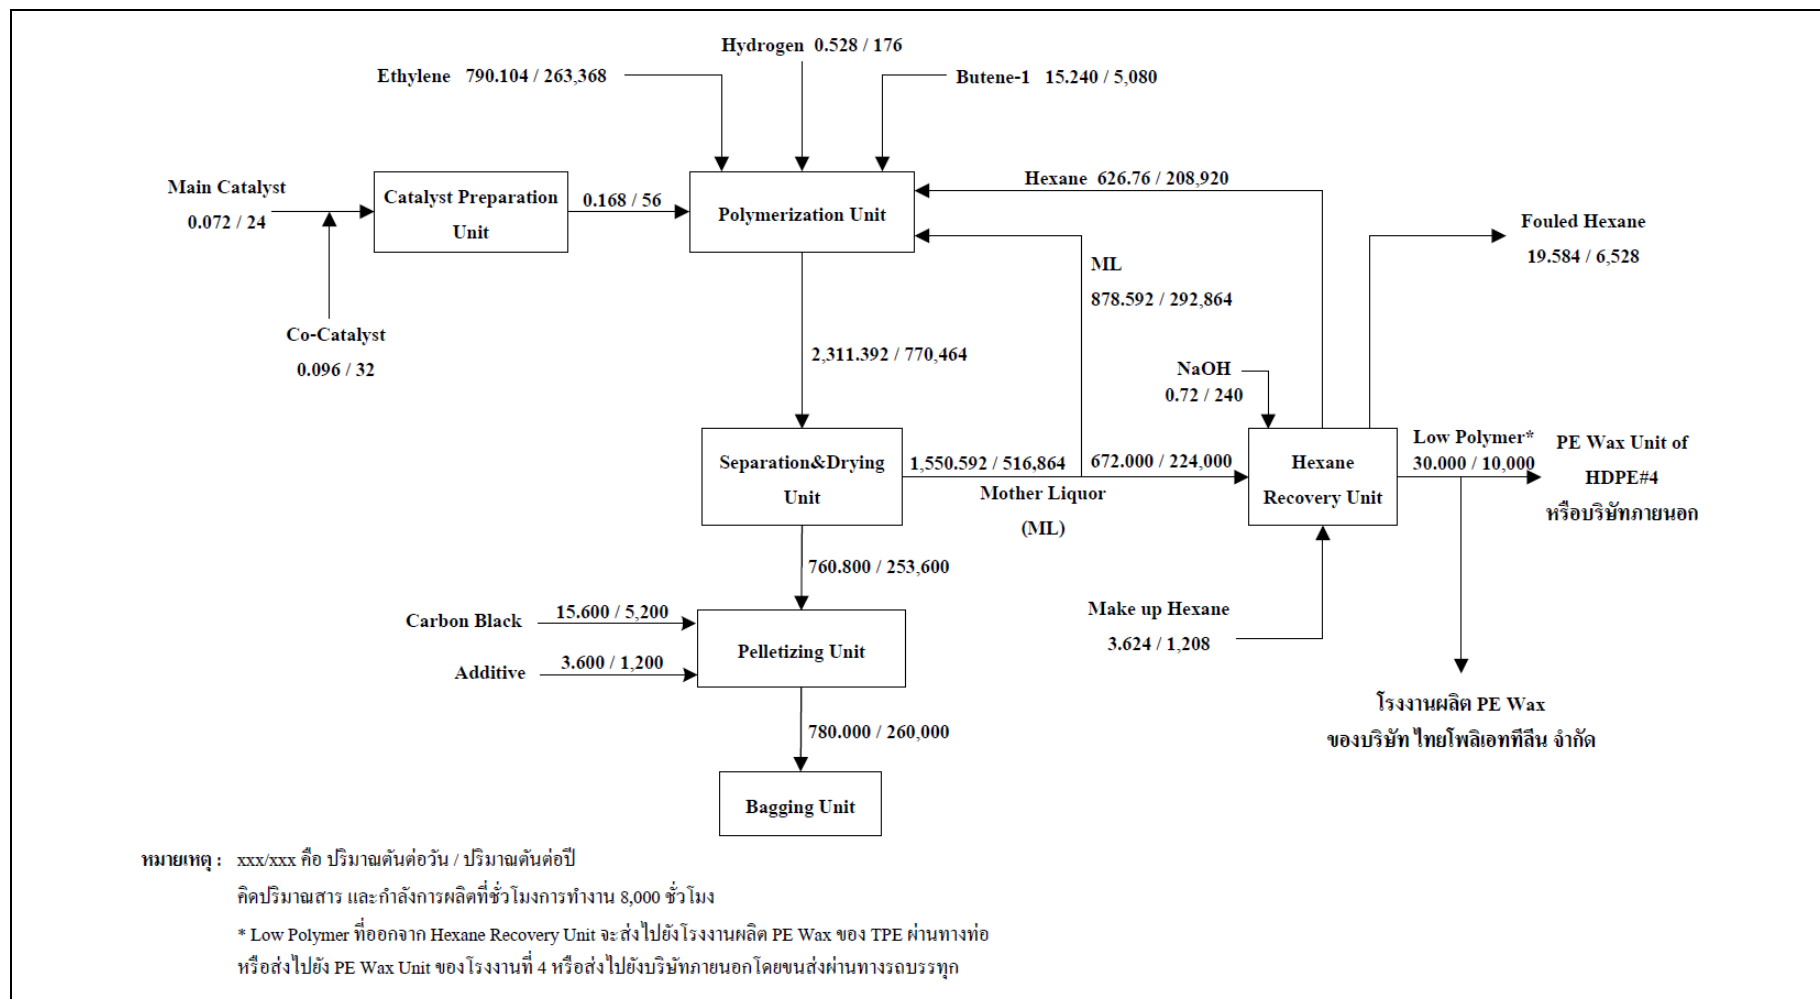 Hydrogen 0.528 / 176
Ethylene 790.104 / 263,368
Butene-1 15.240 / 5,080
Main Catalyst
0.072 / 24
Catalyst Preparation
Unit
0.168 / 56
Polymerization Unit
Hexane 626.76 / 208,920
Fouled Hexane
19.584 / 6,528
ML
878.592 / 292,864
Co-Catalyst
0.096 / 32
2,311.392 / 770,464
NaOH
0.72 / 240
Separation&Drying
Unit
1,550.592 / 516,864
Mother Liquor
(ML)
672.000 / 224,000
Hexane
Recovery Unit
Low Polymer*
30.000 / 10,000
PE Wax Unit of
HDPE#4
หรือบริษัทภายนอก
760.800 / 253,600
Carbon Black
15.600 / 5,200
Additive
3.600 / 1,200
Pelletizing Unit
Make up Hexane
3.624 / 1,208
โรงงานผลิต PE Wax
ของบริษัท ไทยโพลิเอททีลีน จำกัด
780.000 / 260,000
Bagging Unit
หมายเหตุ : xxx/xxx คือ ปริมาณตันต่อวัน / ปริมาณตันต่อปี
คิดปริมาณสาร และกำลังการผลิตที่ชั่วโมงการทำงาน 8,000 ชั่วโมง
* Low Polymer ที่ออกจาก Hexane Recovery Unit จะส่งไปยังโรงงานผลิต PE Wax ของ TPE ผ่านทางท่อ
หรือส่งไปยัง PE Wax Unit ของโรงงานที่ 4 หรือส่งไปยังบริษัทภายนอกโดยขนส่งผ่านทางรถบรรทุก